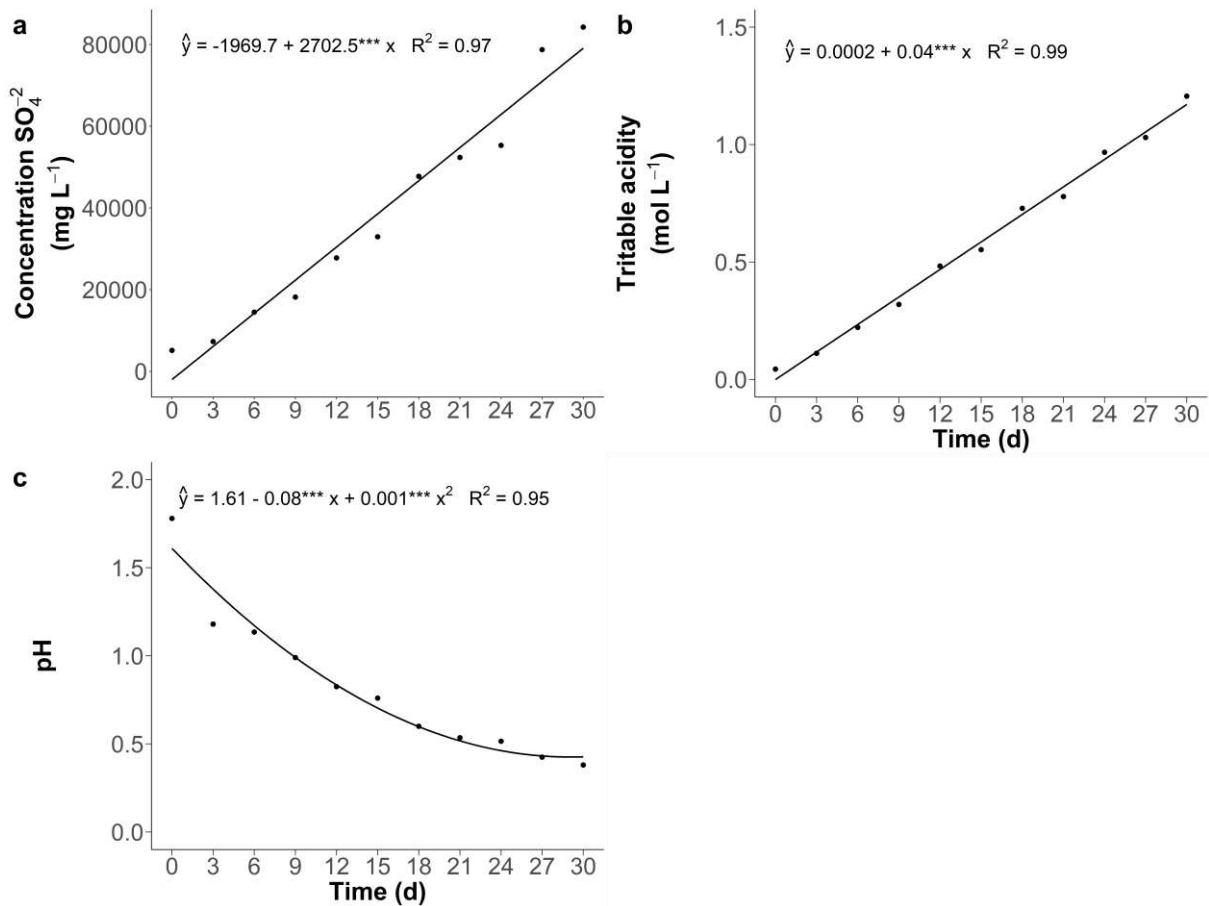 a
ŷ = -1969.7 + 2702.5*** x R² = 0.97
Concentration SO₄⁻²
(mg L⁻¹)
80000
60000
40000
20000
0
0 3 6 9 12 15 18 21 24 27 30
b
ŷ = 0.0002 + 0.04*** x R² = 0.99
Tritable acidity
(mol L⁻¹)
1.5
1.0
0.5
0.0
0 3 6 9 12 15 18 21 24 27 30
Time (d)
c
ŷ = 1.61 - 0.08*** x + 0.001*** x² R² = 0.95
pH
2.0
1.5
1.0
0.5
0.0
0 3 6 9 12 15 18 21 24 27 30
Time (d)